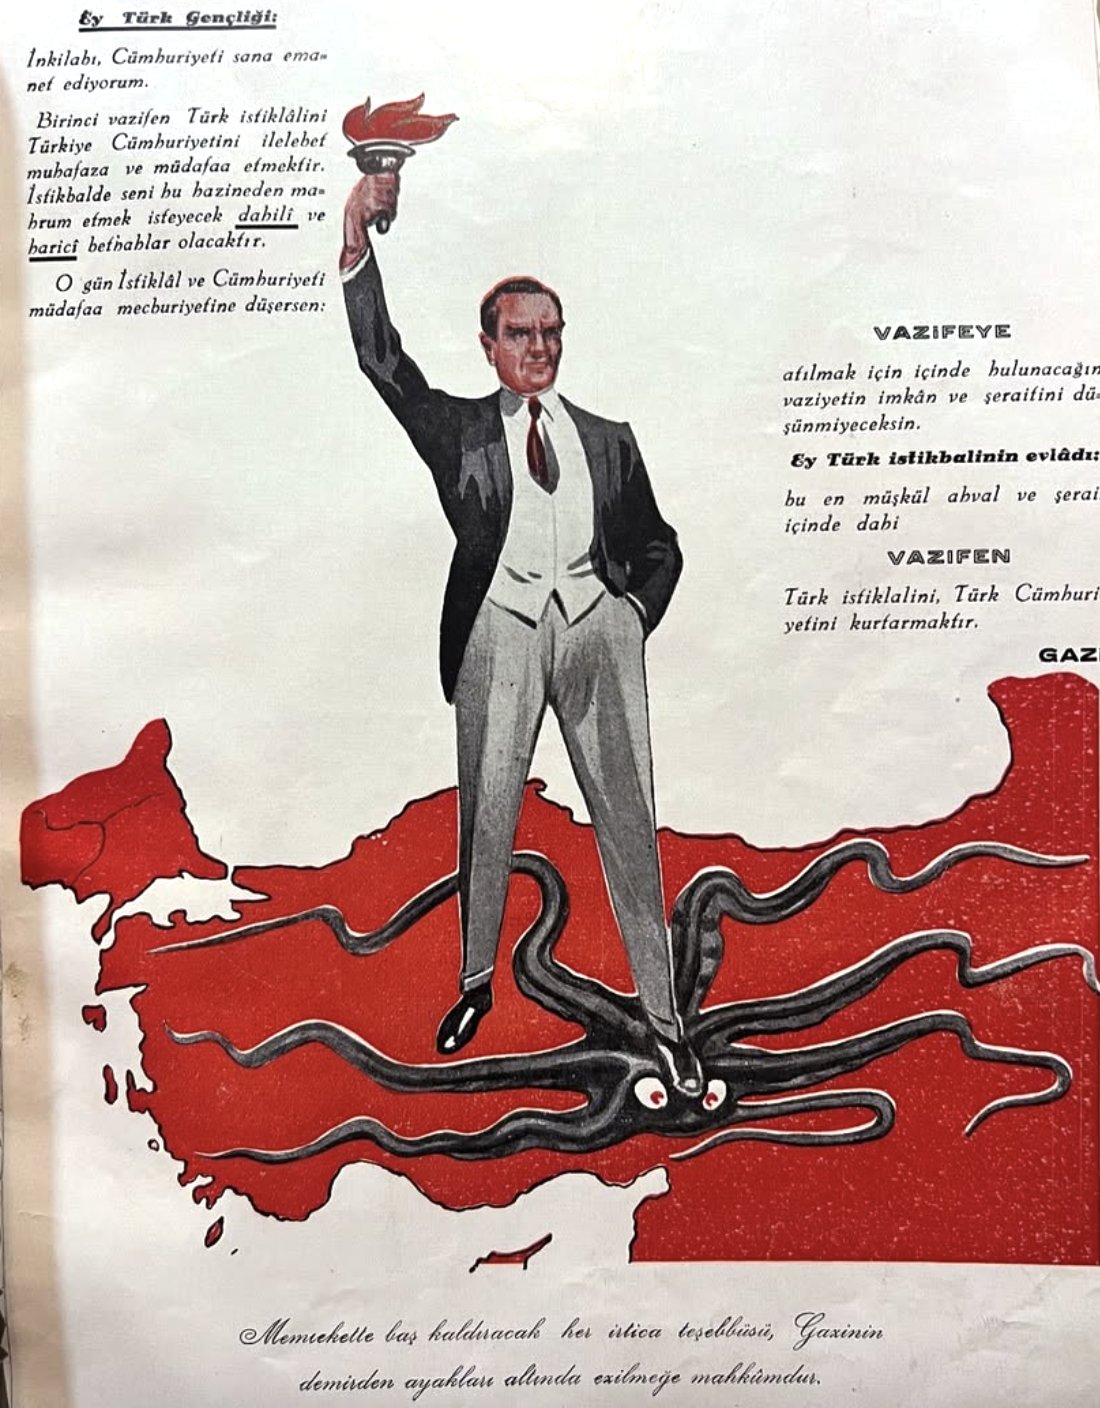 Ey Türk Gençliği:
İnkilabı, Cümhuriyeti sana ema-
net ediyorum.
Birinci vazifen Türk istiklâlini
Türkiye Cümhuriyetini ilelebet
muhafaza ve müdafaa etmektir.
İstikbalde seni bu hazineden ma-
hrum etmek isteyecek dahilî ve
haricî bethahlar olacaktır.
O gün İstiklâl ve Cümhuriyeti
müdafaa mecburiyetine düşersen:
VAZİFEYE
atılmak için içinde bulunacağın
vaziyetin imkân ve şeraitini dü-
şünmiyeceksin.
Ey Türk istikbalinin evlâdı:
bu en müşkül ahval ve şerai
içinde dahi
VAZİFEN
Türk istiklalini, Türk Cümhuri
yetini kurtarmaktır.
GAZİ
Memlekette baş kaldıracak her irtica teşebbüsü, Gazinin
demirden ayakları altında ezilmeğe mahkûmdur.